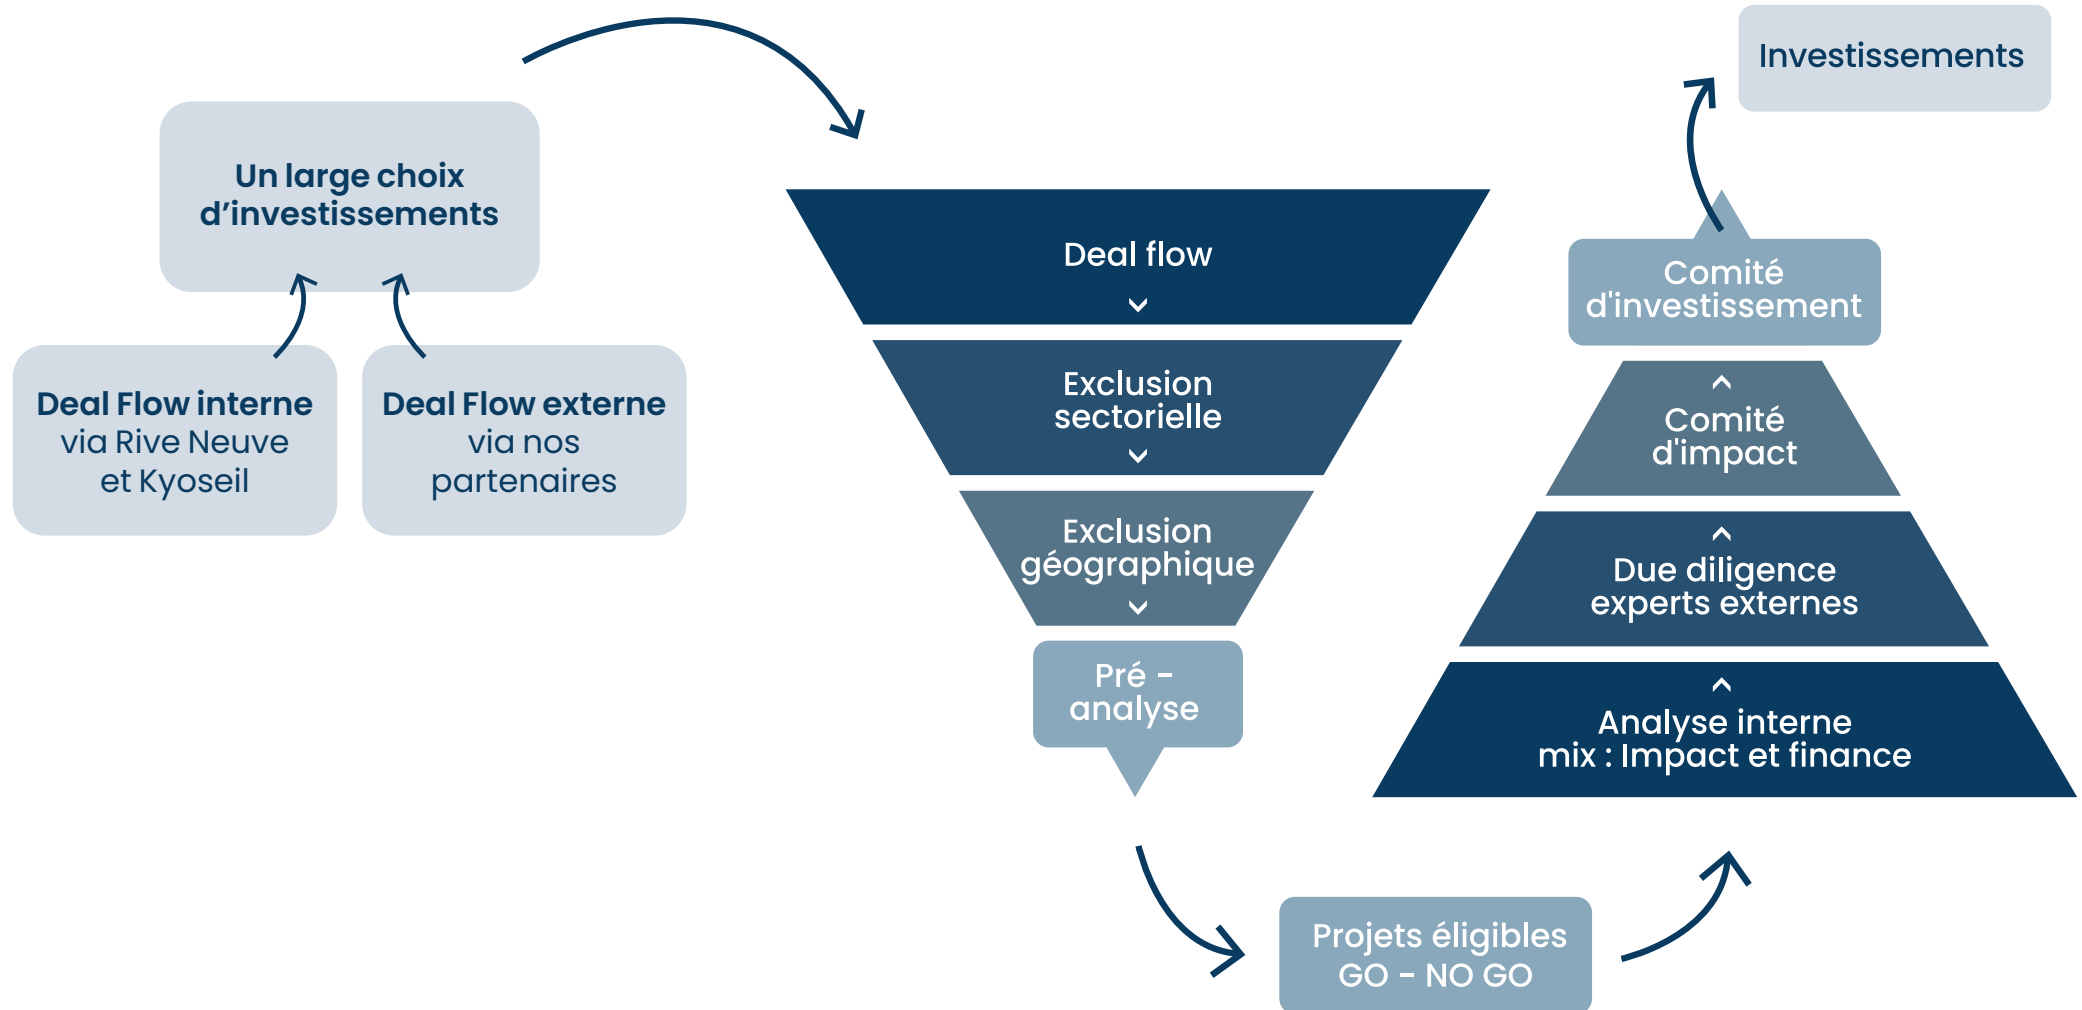 Un large choix
d’investissements
Deal Flow interne
via Rive Neuve
et Kyoseil
Deal Flow externe
via nos
partenaires
Deal flow
Exclusion
sectorielle
Exclusion
géographique
Pré -
analyse
Projets éligibles
GO - NO GO
Analyse interne
mix : Impact et finance
Due diligence
experts externes
Comité
d'impact
Comité
d'investissement
Investissements